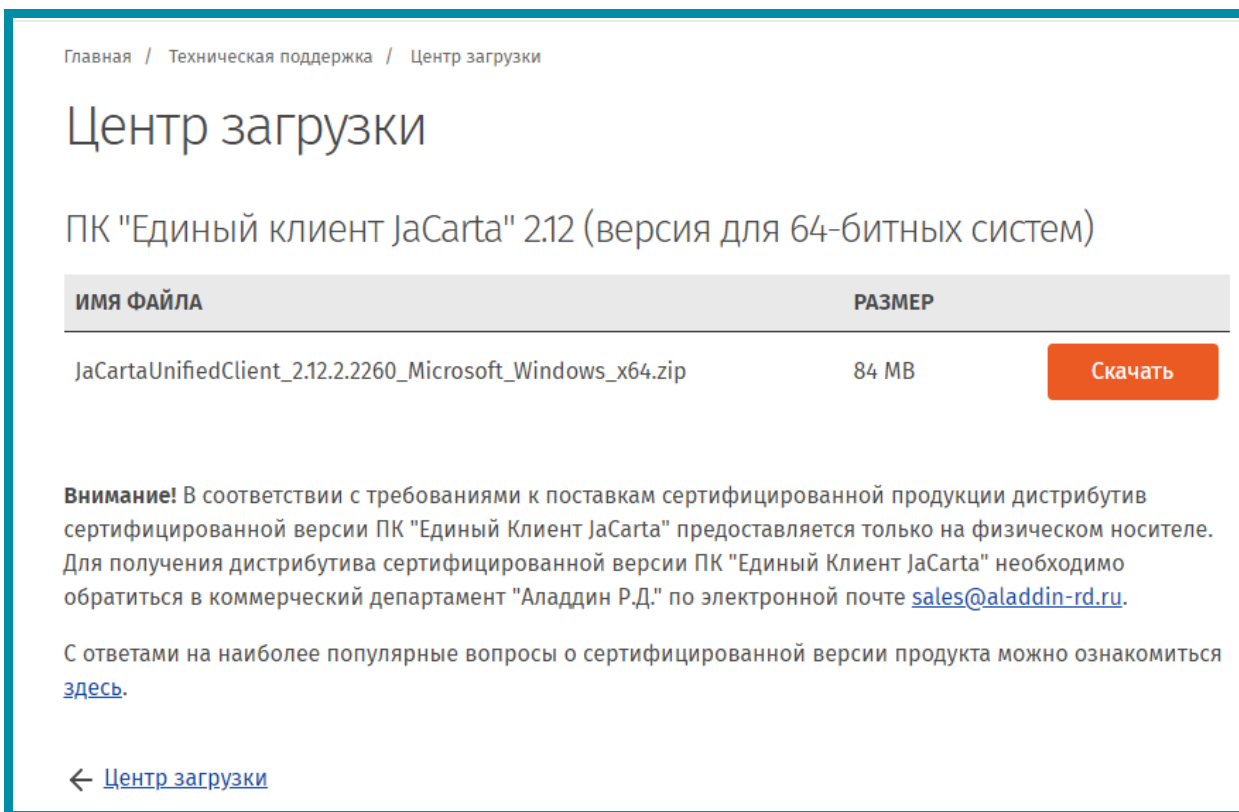 Главная / Техническая поддержка / Центр загрузки
Центр загрузки
ПК "Единый клиент JaCarta" 2.12 (версия для 64-битных систем)
ИМЯ ФАЙЛА РАЗМЕР
JaCartaUnifiedClient_2.12.2.2260_Microsoft_Windows_x64.zip 84 MB Скачать
Внимание! В соответствии с требованиями к поставкам сертифицированной продукции дистрибутив
сертифицированной версии ПК "Единый Клиент JaCarta" предоставляется только на физическом носителе.
Для получения дистрибутива сертифицированной версии ПК "Единый Клиент JaCarta" необходимо
обратиться в коммерческий департамент "Аладдин Р.Д." по электронной почте sales@aladdin-rd.ru.
С ответами на наиболее популярные вопросы о сертифицированной версии продукта можно ознакомиться
здесь.
← Центр загрузки